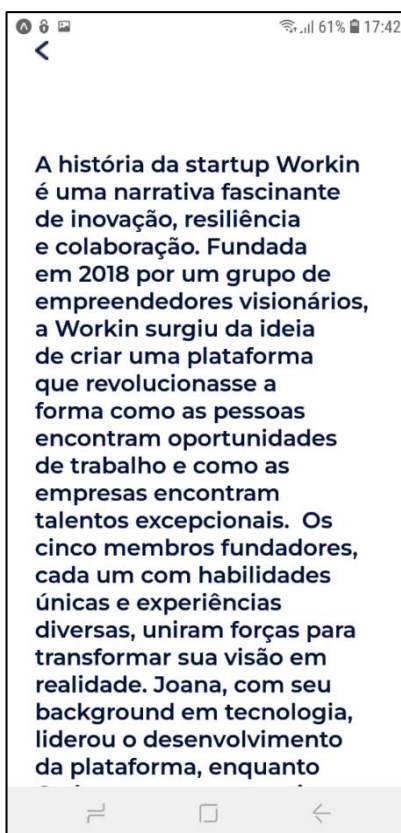 61% 17:42
A história da startup Workin
é uma narrativa fascinante
de inovação, resiliência
e colaboração. Fundada
em 2018 por um grupo de
empreendedores visionários,
a Workin surgiu da ideia
de criar uma plataforma
que revolucionasse a
forma como as pessoas
encontram oportunidades
de trabalho e como as
empresas encontram
talentos excepcionais. Os
cinco membros fundadores,
cada um com habilidades
únicas e experiências
diversas, uniram forças para
transformar sua visão em
realidade. Joana, com seu
background em tecnologia,
liderou o desenvolvimento
da plataforma, enquanto